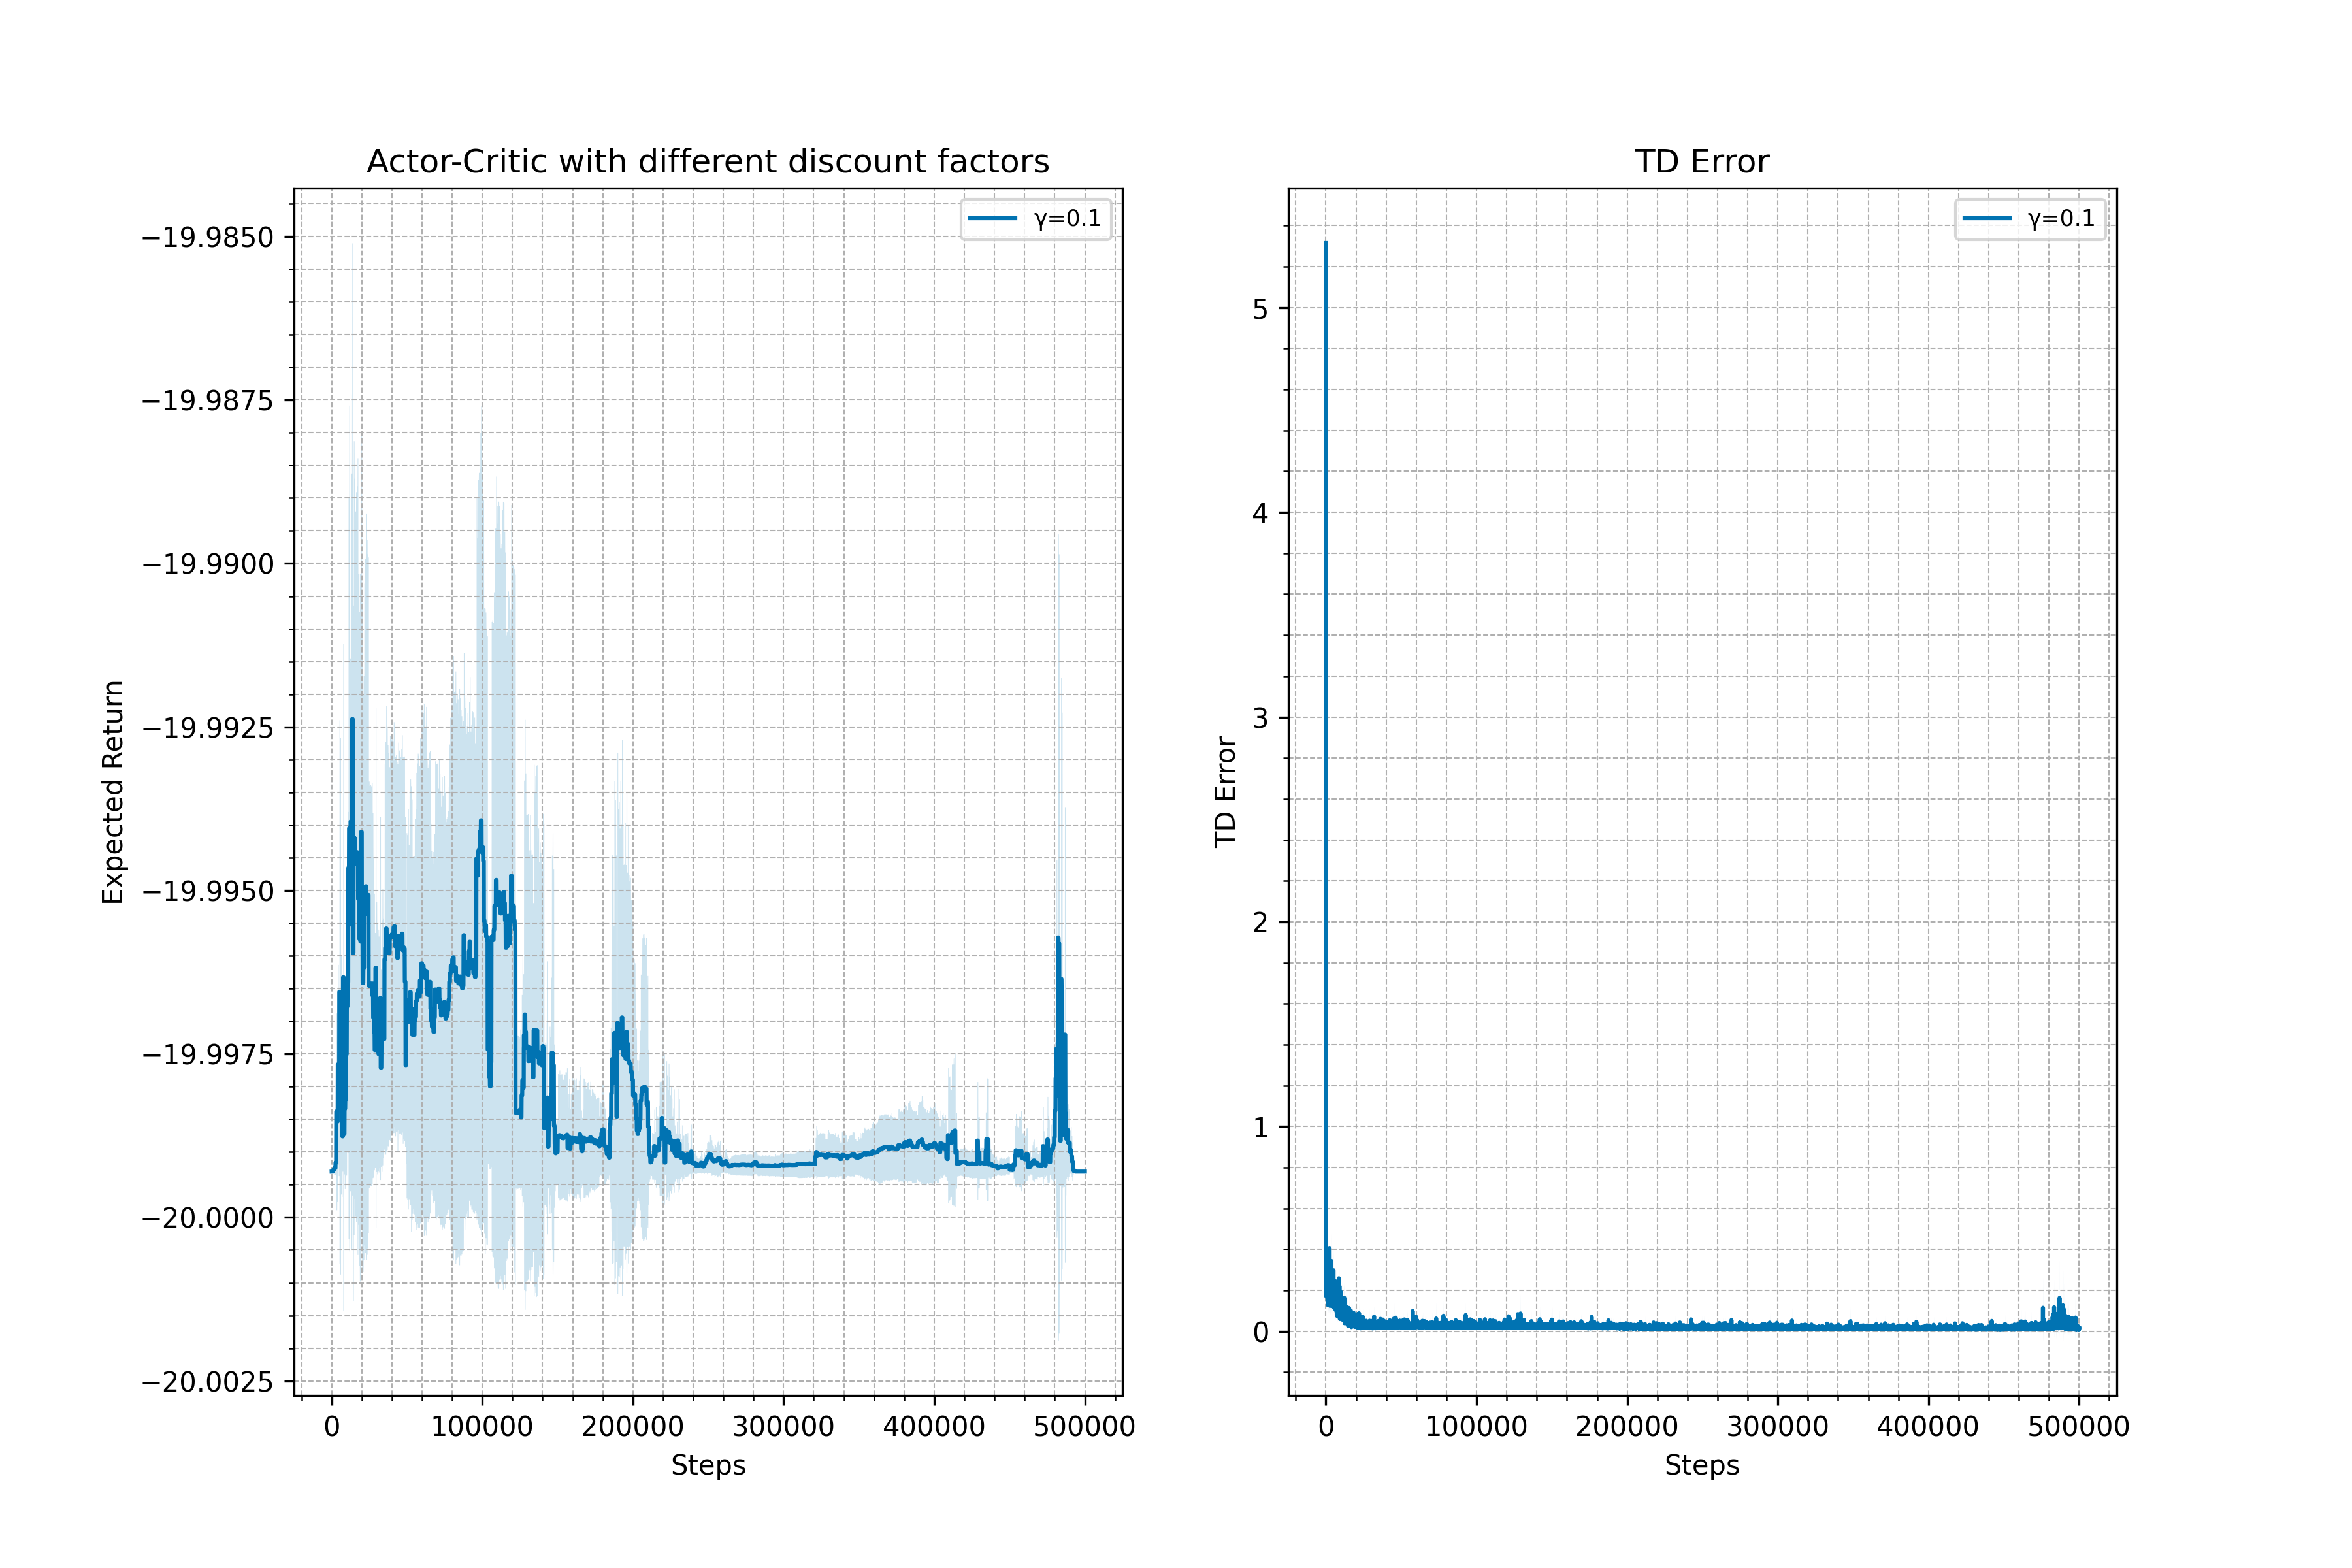 Actor-Critic with different discount factors
γ=0.1
−19.9850
−19.9875
−19.9900
−19.9925
−19.9950
−19.9975
−20.0000
−20.0025
Expected Return
0 100000 200000 300000 400000 500000
Steps
TD Error
γ=0.1
5
4
3
2
1
0
TD Error
0 100000 200000 300000 400000 500000
Steps